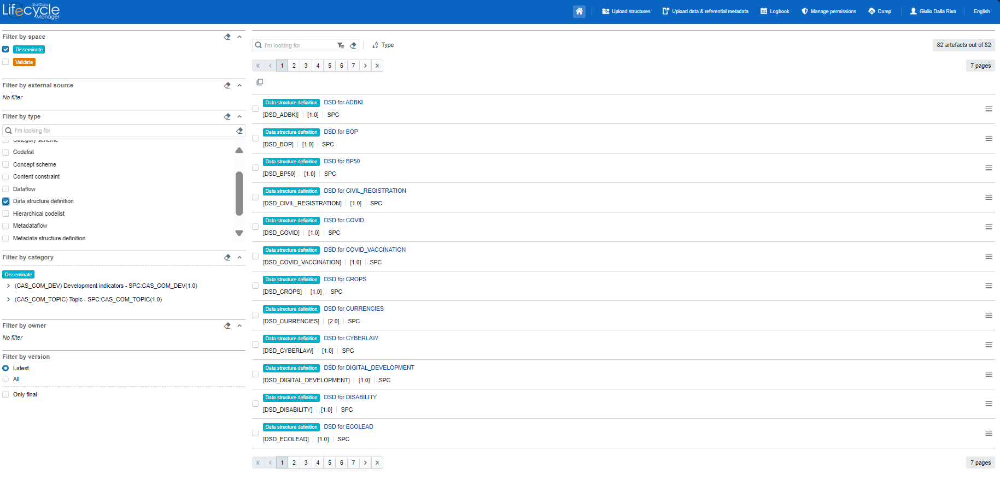 .Stat Data
Lifecycle
Manager
Upload structures
Upload data & referential metadata
Logbook
Manage permissions
Dump
Giulio Dalla Riva
English
Filter by space
Disseminate
Validate
Filter by external source
No filter
Filter by type
I'm looking for
Category scheme
Codelist
Concept scheme
Content constraint
Dataflow
Data structure definition
Hierarchical codelist
Metadataflow
Metadata structure definition
Filter by category
Disseminate
(CAS_COM_DEV) Development indicators - SPC:CAS_COM_DEV(1.0)
(CAS_COM_TOPIC) Topic - SPC:CAS_COM_TOPIC(1.0)
Filter by owner
No filter
Filter by version
Latest
All
Only final
I'm looking for
Type
82 artefacts out of 82
1 2 3 4 5 6 7
7 pages
Data structure definition DSD for ADBKI
[DSD_ADBKI] [1.0] SPC
Data structure definition DSD for BOP
[DSD_BOP] [1.0] SPC
Data structure definition DSD for BP50
[DSD_BP50] [1.0] SPC
Data structure definition DSD for CIVIL_REGISTRATION
[DSD_CIVIL_REGISTRATION] [1.0] SPC
Data structure definition DSD for COVID
[DSD_COVID] [1.0] SPC
Data structure definition DSD for COVID_VACCINATION
[DSD_COVID_VACCINATION] [1.0] SPC
Data structure definition DSD for CROPS
[DSD_CROPS] [1.0] SPC
Data structure definition DSD for CURRENCIES
[DSD_CURRENCIES] [2.0] SPC
Data structure definition DSD for CYBERLAW
[DSD_CYBERLAW] [1.0] SPC
Data structure definition DSD for DIGITAL_DEVELOPMENT
[DSD_DIGITAL_DEVELOPMENT] [1.0] SPC
Data structure definition DSD for DISABILITY
[DSD_DISABILITY] [1.0] SPC
Data structure definition DSD for ECOLEAD
[DSD_ECOLEAD] [1.0] SPC
1 2 3 4 5 6 7
7 pages